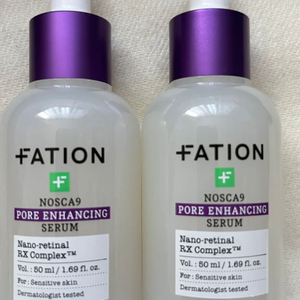 FATION
NOSCA9
PORE ENHANCING
SERUM
Nano-retinal
RX Complex™
Vol. : 50 ml / 1.69 fl. oz.
For : Sensitive skin
Dermatologist tested
FATION
NOSCA9
PORE ENHANCING
SERUM
Nano-retinal
RX Complex™
Vol. : 50 ml / 1.69 fl. oz.
For : Sensitive skin
Dermatologist tested